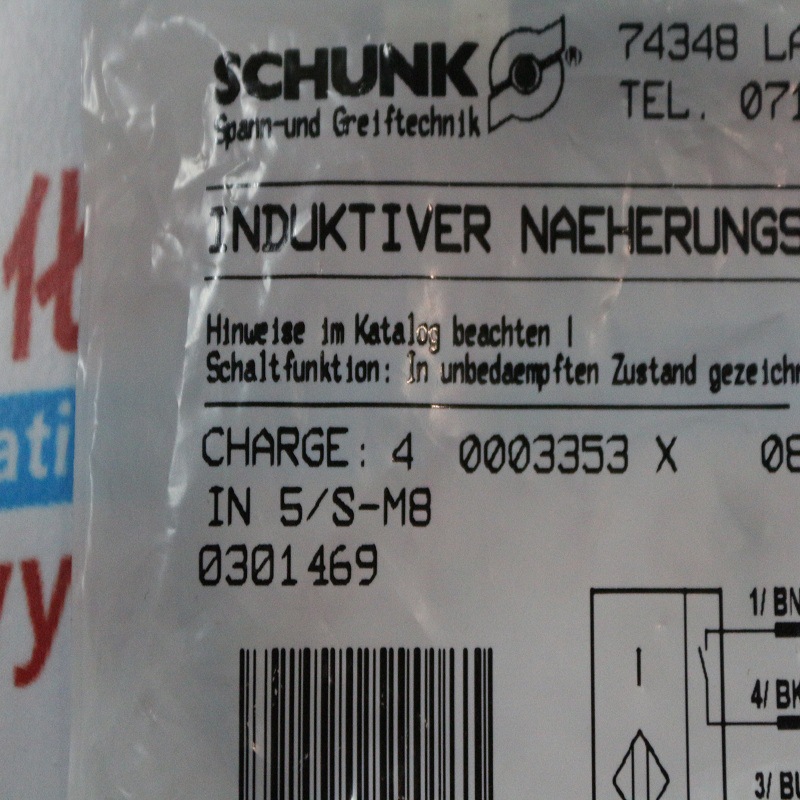 SCHUNK ®
Spann-und Greiftechnik
74348 LA
TEL. 071
INDUKTIVER NAEHERUNGS
Hinweise im Katalog beachten !
Schaltfunktion: In unbedaempften Zustand gezeichn
CHARGE: 4 0003353 X 08
IN 5/S-M8
0301469
1/ BN
4/ BK
3/ BU
ati